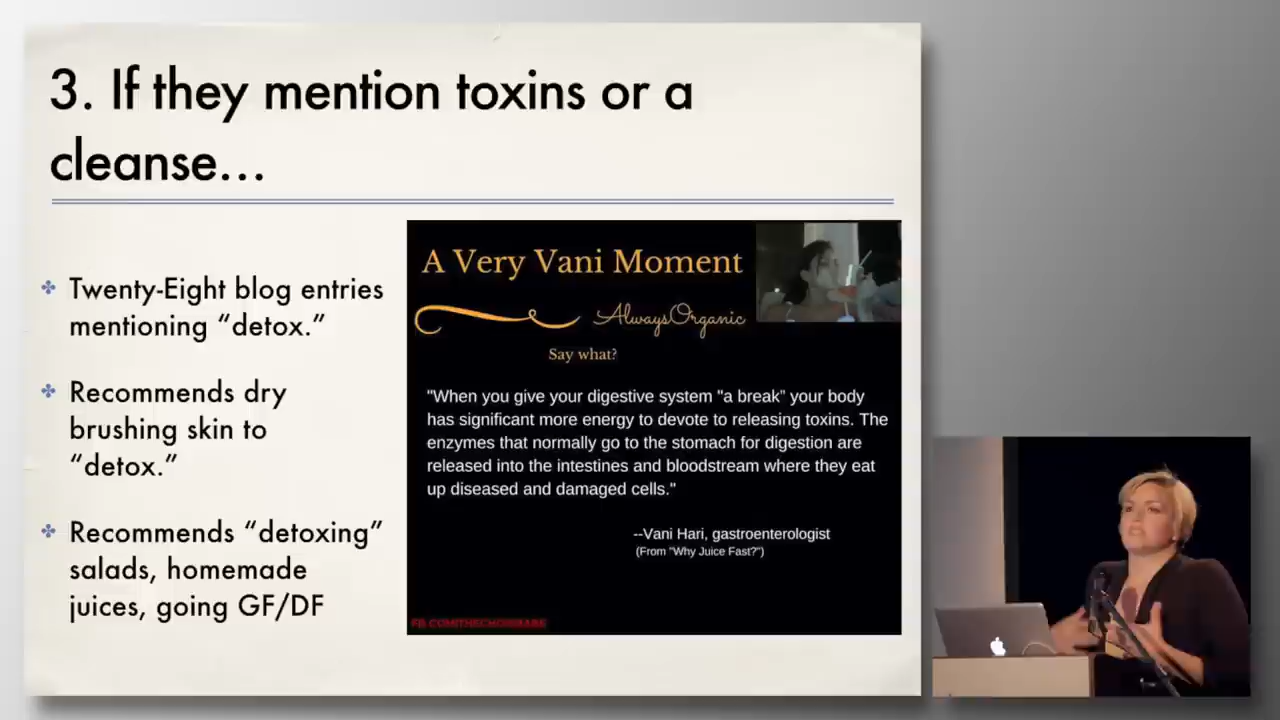 3. If they mention toxins or a
cleanse...
Twenty-Eight blog entries
mentioning “detox.”
Recommends dry
brushing skin to
“detox.”
Recommends “detoxing”
salads, homemade
juices, going GF/DF
A Very Vani Moment
AlwaysOrganic
Say what?
"When you give your digestive system "a break" your body
has significant more energy to devote to releasing toxins. The
enzymes that normally go to the stomach for digestion are
released into the intestines and bloodstream where they eat
up diseased and damaged cells."
--Vani Hari, gastroenterologist
(From "Why Juice Fast?")